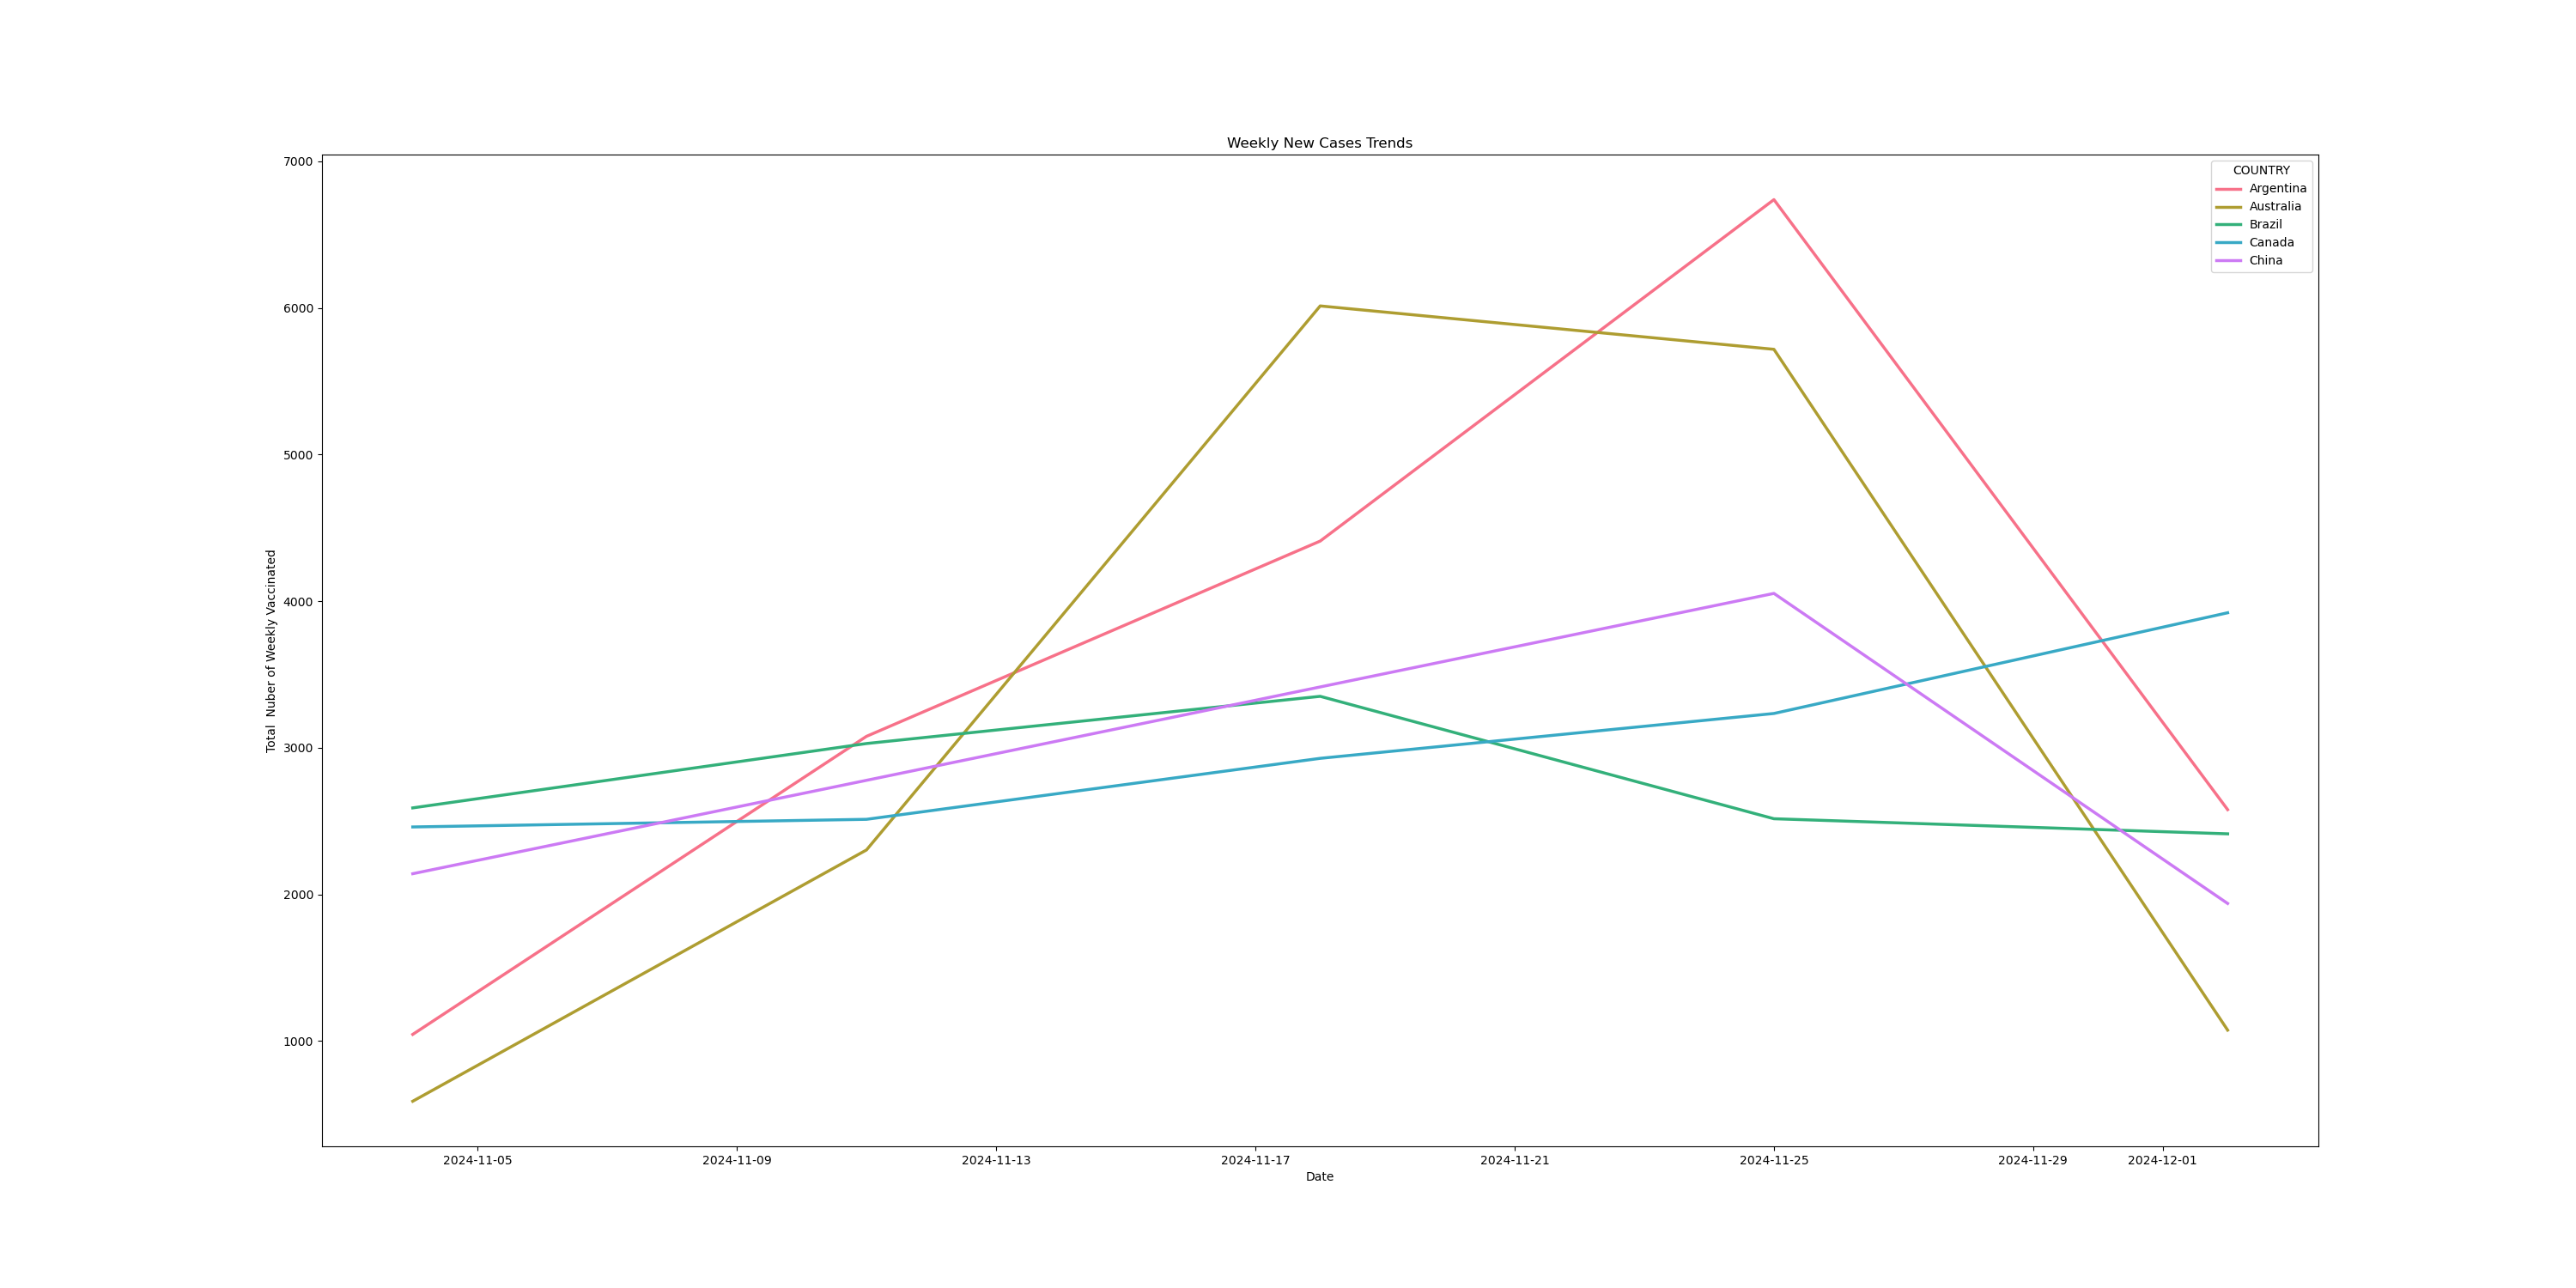 Weekly New Cases Trends
7000
6000
5000
4000
3000
2000
1000
Total  Nuber of Weekly Vaccinated
COUNTRY
Argentina
Australia
Brazil
Canada
China
2024-11-05
2024-11-09
2024-11-13
2024-11-17
2024-11-21
2024-11-25
2024-11-29
2024-12-01
Date